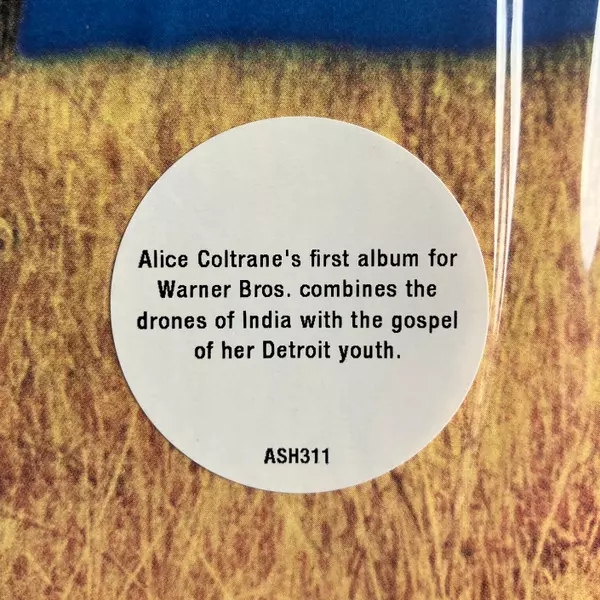 Alice Coltrane's first album for
Warner Bros. combines the
drones of India with the gospel
of her Detroit youth.
ASH311